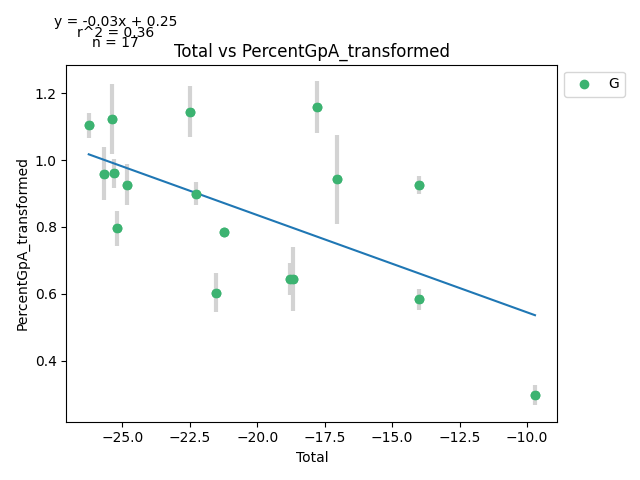 y = -0.03x + 0.25
r^2 = 0.36
n = 17
Total vs PercentGpA_transformed
G
PercentGpA_transformed
1.2
1.0
0.8
0.6
0.4
−25.0 −22.5 −20.0 −17.5 −15.0 −12.5 −10.0
Total